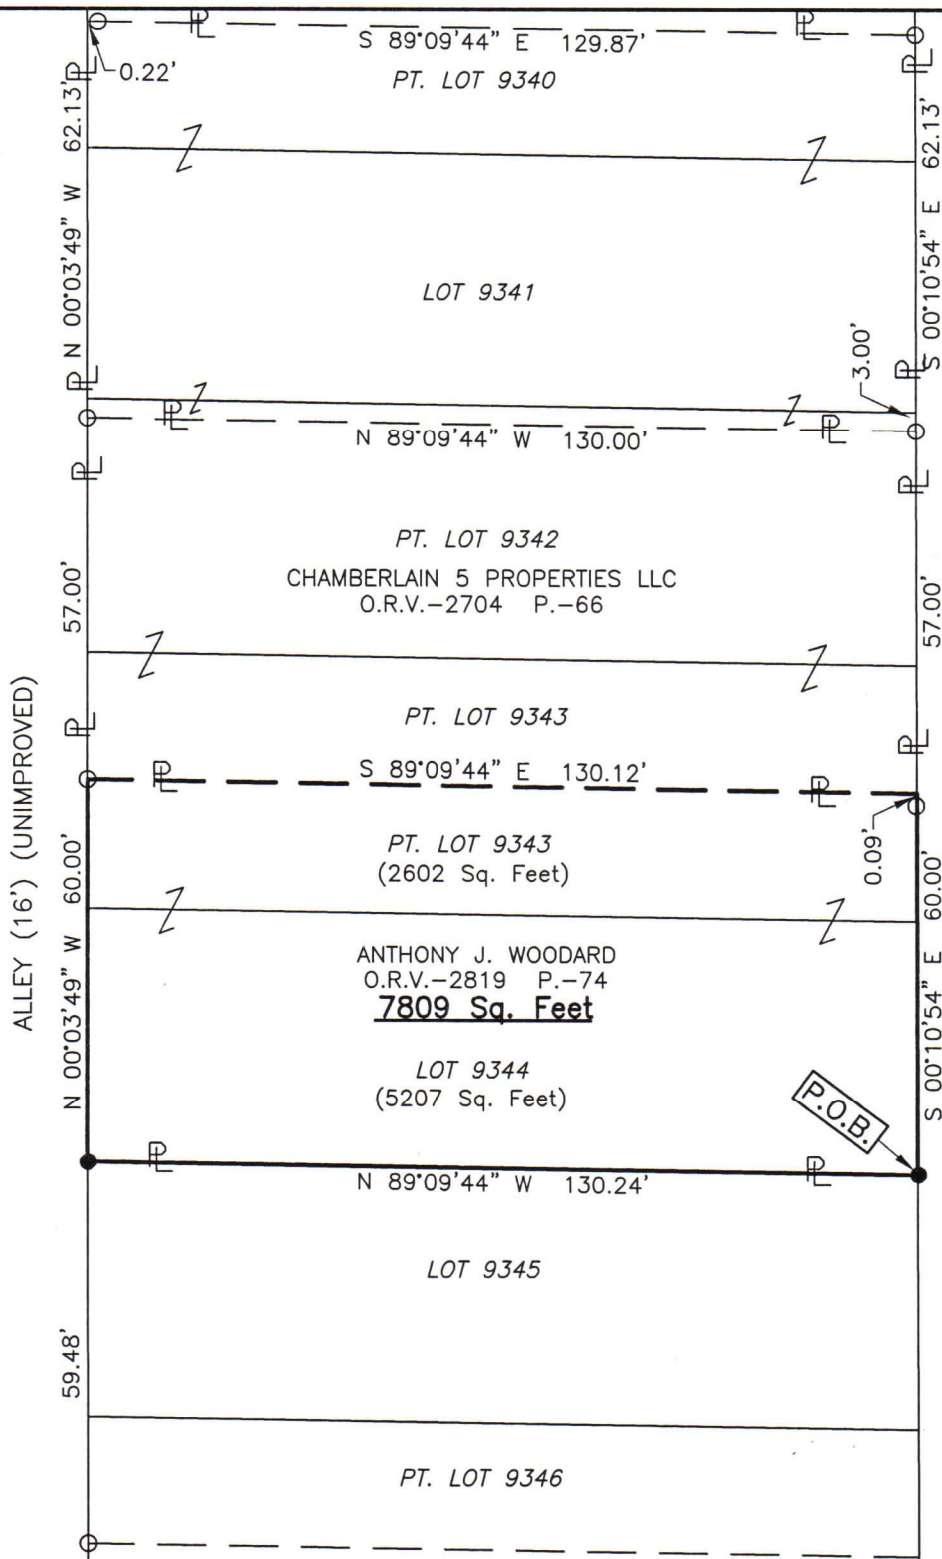 S 89°09'44" E 129.87'
0.22'
PT. LOT 9340
N 00°03'49" W 62.13'
S 00°10'54" E 62.13'
LOT 9341
3.00'
N 89°09'44" W 130.00'
PT. LOT 9342
CHAMBERLAIN 5 PROPERTIES LLC
O.R.V.-2704 P.-66
57.00'
57.00'
PT. LOT 9343
ALLEY (16') (UNIMPROVED)
S 89°09'44" E 130.12'
PT. LOT 9343
(2602 Sq. Feet)
0.09'
N 00°03'49" W 60.00'
S 00°10'54" E 60.00'
ANTHONY J. WOODARD
O.R.V.-2819 P.-74
7809 Sq. Feet
LOT 9344
(5207 Sq. Feet)
P.O.B.
N 89°09'44" W 130.24'
LOT 9345
59.48'
PT. LOT 9346